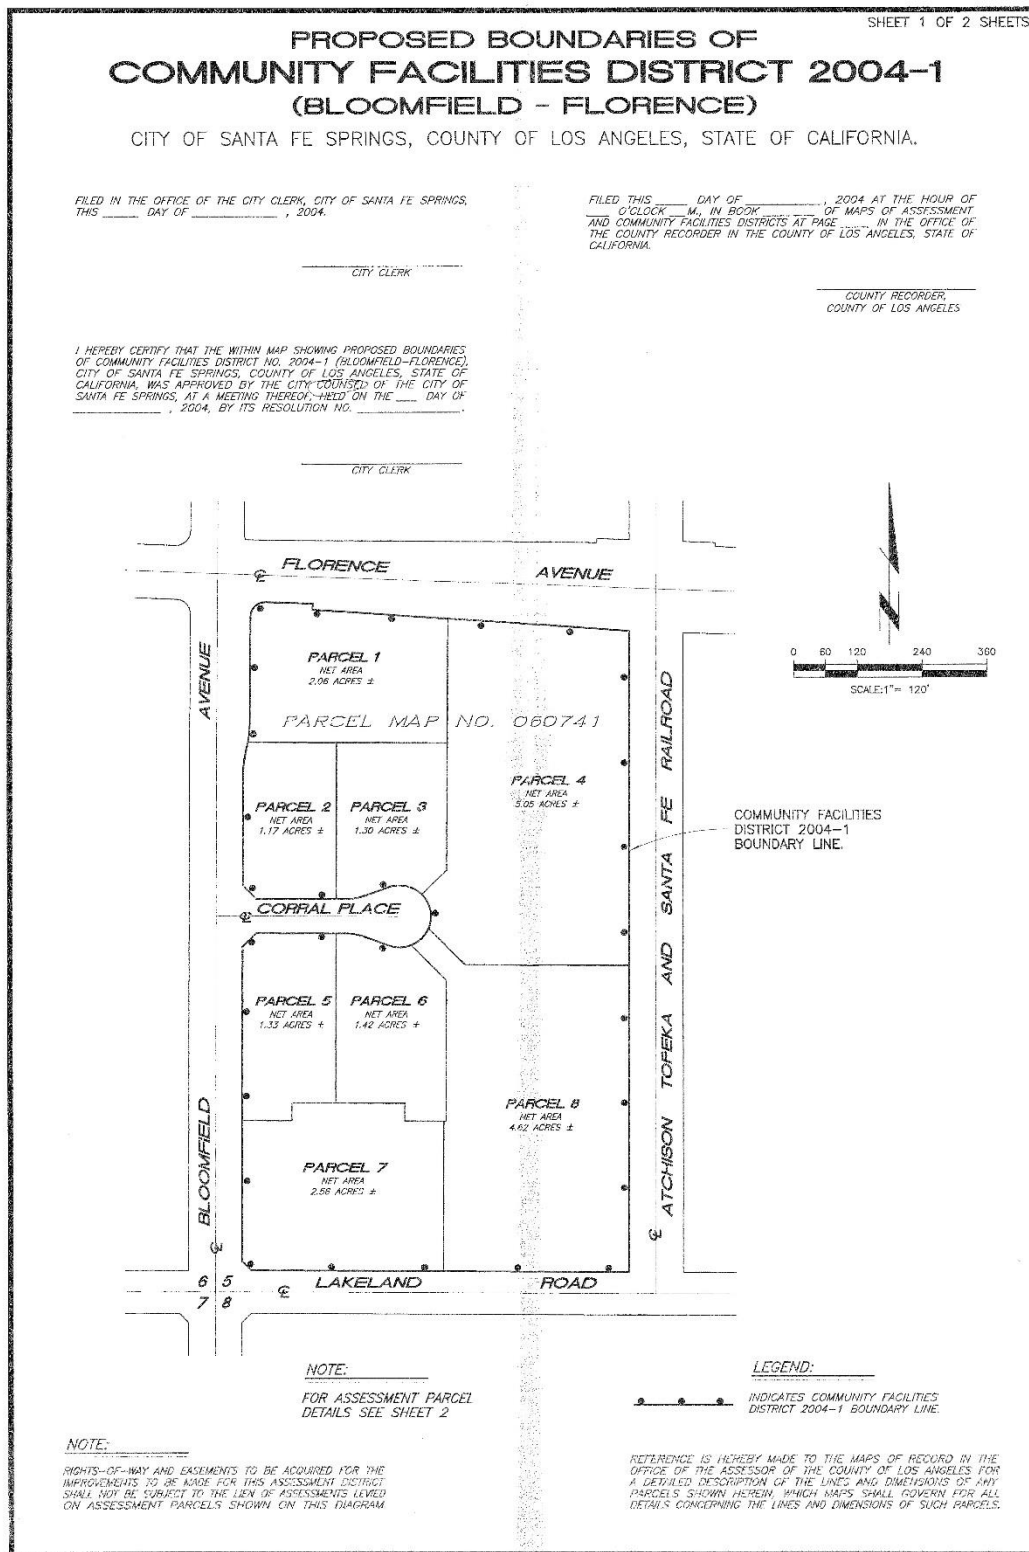 SHEET 1 OF 2 SHEETS
PROPOSED BOUNDARIES OF
COMMUNITY FACILITIES DISTRICT 2004-1
(BLOOMFIELD - FLORENCE)
CITY OF SANTA FE SPRINGS, COUNTY OF LOS ANGELES, STATE OF CALIFORNIA.
FILED IN THE OFFICE OF THE CITY CLERK, CITY OF SANTA FE SPRINGS,
THIS ______ DAY OF ______________ , 2004.
CITY CLERK
FILED THIS _____ DAY OF _____________, 2004 AT THE HOUR OF
___ O'CLOCK ___M., IN BOOK ________ OF MAPS OF ASSESSMENT
AND COMMUNITY FACILITIES DISTRICTS AT PAGE _____ IN THE OFFICE OF
THE COUNTY RECORDER IN THE COUNTY OF LOS ANGELES, STATE OF
CALIFORNIA.
COUNTY RECORDER,
COUNTY OF LOS ANGELES
I HEREBY CERTIFY THAT THE WITHIN MAP SHOWING PROPOSED BOUNDARIES
OF COMMUNITY FACILITIES DISTRICT NO. 2004-1 (BLOOMFIELD-FLORENCE),
CITY OF SANTA FE SPRINGS, COUNTY OF LOS ANGELES, STATE OF
CALIFORNIA, WAS APPROVED BY THE CITY OF THE CITY OF
SANTA FE SPRINGS, AT A MEETING THEREOF, HELD ON THE ___ DAY OF
________________ , 2004, BY ITS RESOLUTION NO. _________________.
CITY CLERK
FLORENCE AVENUE
AVENUE
BLOOMFIELD
PARCEL 1
NET AREA
2.06 ACRES ±
PARCEL MAP NO. 060741
PARCEL 2
NET AREA
1.17 ACRES ±
PARCEL 3
NET AREA
1.30 ACRES ±
PARCEL 4
NET AREA
5.05 ACRES ±
CORRAL PLACE
PARCEL 5
NET AREA
1.33 ACRES ±
PARCEL 6
NET AREA
1.42 ACRES ±
PARCEL 7
NET AREA
2.56 ACRES ±
PARCEL 8
NET AREA
4.62 ACRES ±
ATCHISON TOPEKA AND SANTA FE RAILROAD
0 60 120 240 360
SCALE:1"= 120'
COMMUNITY FACILITIES
DISTRICT 2004-1
BOUNDARY LINE.
6 5
7 8
LAKELAND ROAD
NOTE:
FOR ASSESSMENT PARCEL
DETAILS SEE SHEET 2
LEGEND:
INDICATES COMMUNITY FACILITIES
DISTRICT 2004-1 BOUNDARY LINE.
NOTE:
RIGHTS-OF-WAY AND EASEMENTS TO BE ACQUIRED FOR THE
IMPROVEMENTS TO BE MADE FOR THIS ASSESSMENT DISTRICT
SHALL NOT BE SUBJECT TO THE LIEN OF ASSESSMENTS LEVIED
ON ASSESSMENT PARCELS SHOWN ON THIS DIAGRAM
REFERENCE IS HEREBY MADE TO THE MAPS OF RECORD IN THE
OFFICE OF THE ASSESSOR OF THE COUNTY OF LOS ANGELES FOR
A DETAILED DESCRIPTION OF THE LINES AND DIMENSIONS OF ANY
PARCELS SHOWN HEREIN, WHICH MAPS SHALL GOVERN FOR ALL
DETAILS CONCERNING THE LINES AND DIMENSIONS OF SUCH PARCELS.